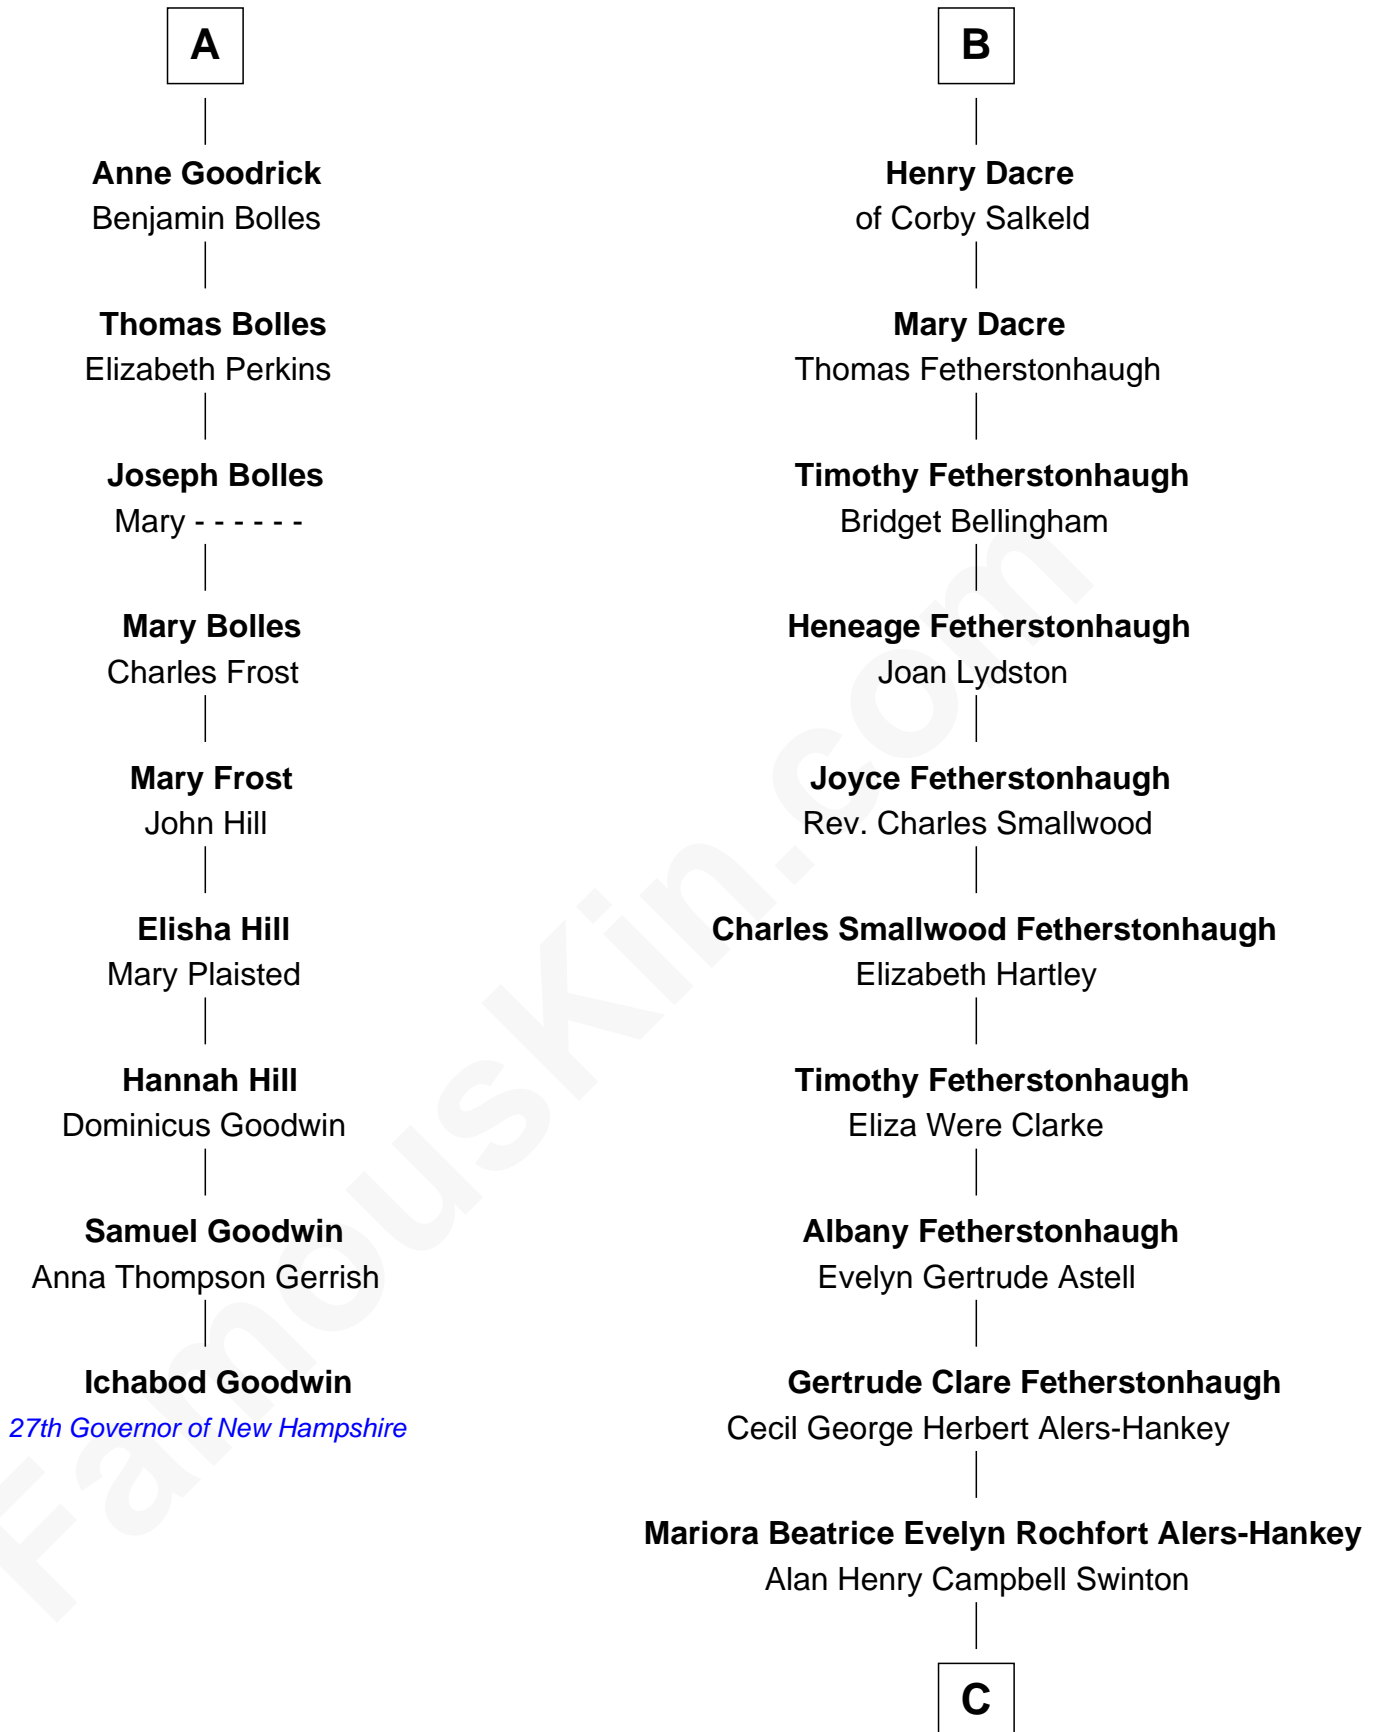 A
Anne Goodrick
Benjamin Bolles
Thomas Bolles
Elizabeth Perkins
Joseph Bolles
Mary - - - - - -
Mary Bolles
Charles Frost
Mary Frost
John Hill
Elisha Hill
Mary Plaisted
Hannah Hill
Dominicus Goodwin
Samuel Goodwin
Anna Thompson Gerrish
Ichabod Goodwin
27th Governor of New Hampshire
B
Henry Dacre
of Corby Salkeld
Mary Dacre
Thomas Fetherstonhaugh
Timothy Fetherstonhaugh
Bridget Bellingham
Heneage Fetherstonhaugh
Joan Lydston
Joyce Fetherstonhaugh
Rev. Charles Smallwood
Charles Smallwood Fetherstonhaugh
Elizabeth Hartley
Timothy Fetherstonhaugh
Eliza Were Clarke
Albany Fetherstonhaugh
Evelyn Gertrude Astell
Gertrude Clare Fetherstonhaugh
Cecil George Herbert Alers-Hankey
Mariora Beatrice Evelyn Rochfort Alers-Hankey
Alan Henry Campbell Swinton
C
FamousKin.com